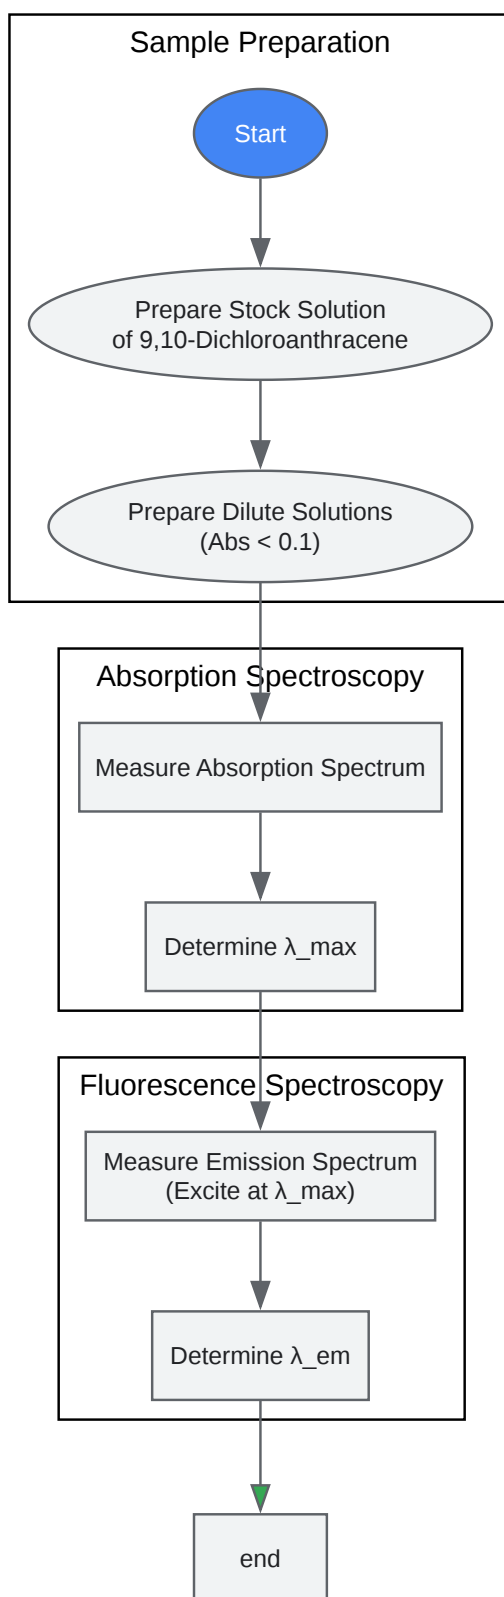 Sample Preparation
Start
Prepare Stock Solution
of 9,10-Dichloroanthracene
Prepare Dilute Solutions
(Abs < 0.1)
Absorption Spectroscopy
Measure Absorption Spectrum
Determine λ_max
Fluorescence Spectroscopy
Measure Emission Spectrum
(Excite at λ_max)
Determine λ_em
end